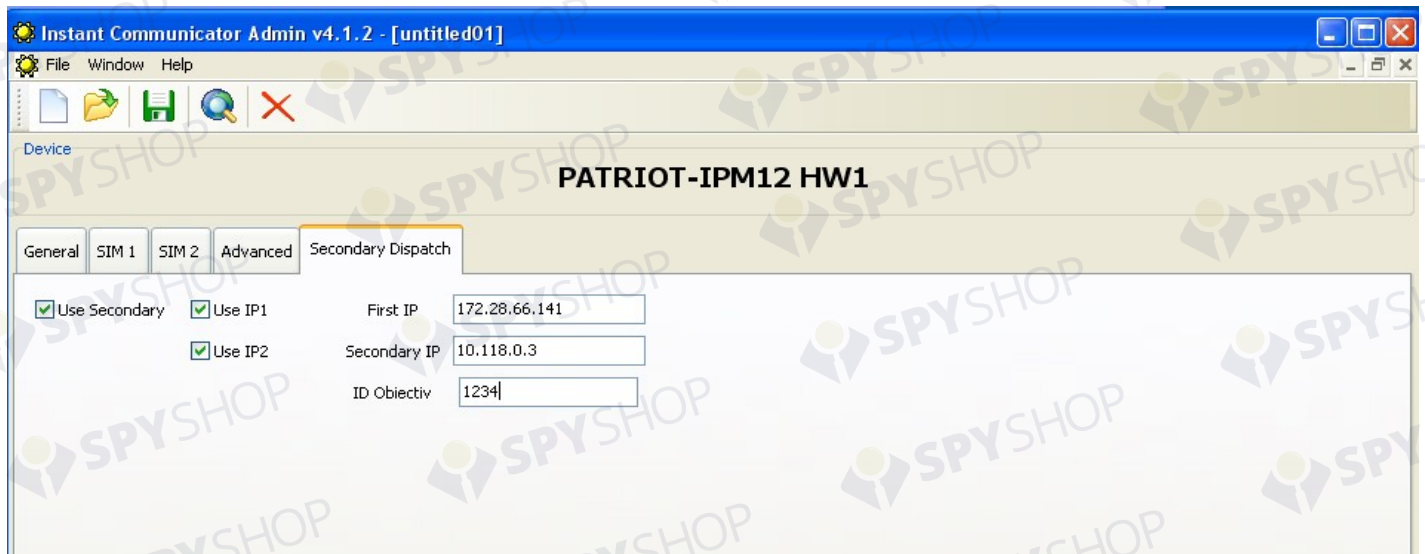 Instant Communicator Admin v4.1.2 - [untitled01]
File Window Help
Device
PATRIOT-IPM12 HW1
General SIM 1 SIM 2 Advanced Secondary Dispatch
Use Secondary Use IP1 First IP 172.28.66.141
Use IP2 Secondary IP 10.118.0.3
ID Obiectiv 1234
SPYSHOP